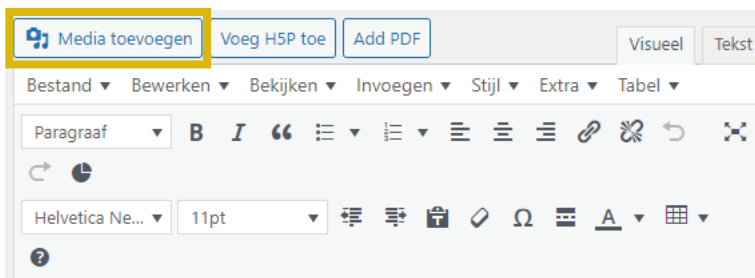 Media toevoegen Voeg H5P toe Add PDF Visueel Tekst
Bestand Bewerken Bekijken Invoegen Stijl Extra Tabel
Paragraaf B I
Helvetica Ne... 11pt Ω A